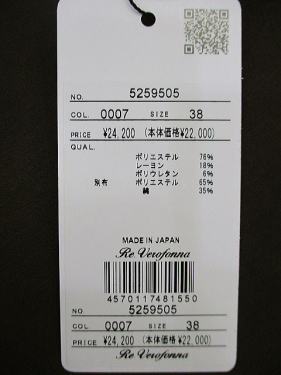 NO. 5259505
COL. 0007 SIZE 38
PRICE ¥24,200 (本体価格¥22,000)
QUAL.
ポリエステル 76%
レーヨン 18%
ポリウレタン 6%
別布 ポリエステル 65%
綿 35%
MADE IN JAPAN
Re.Verofonna
4570117481550
NO. 5259505
COL. 0007 SIZE 38
PRICE ¥24,200 (本体価格¥22,000)
Re.Verofonna